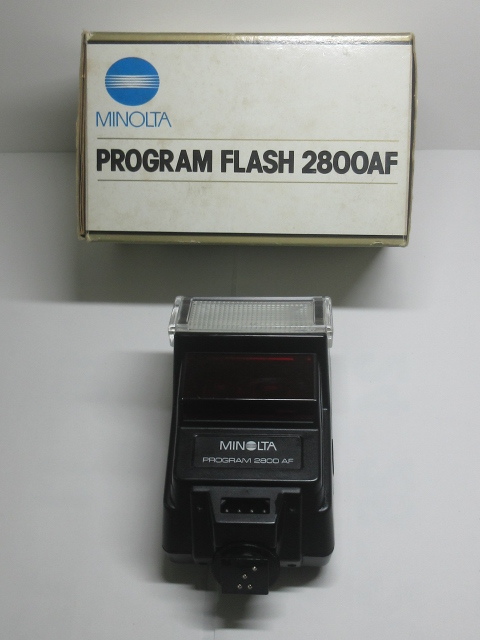 MINOLTA
PROGRAM FLASH 2800AF
MINOLTA
PROGRAM 2800 AF